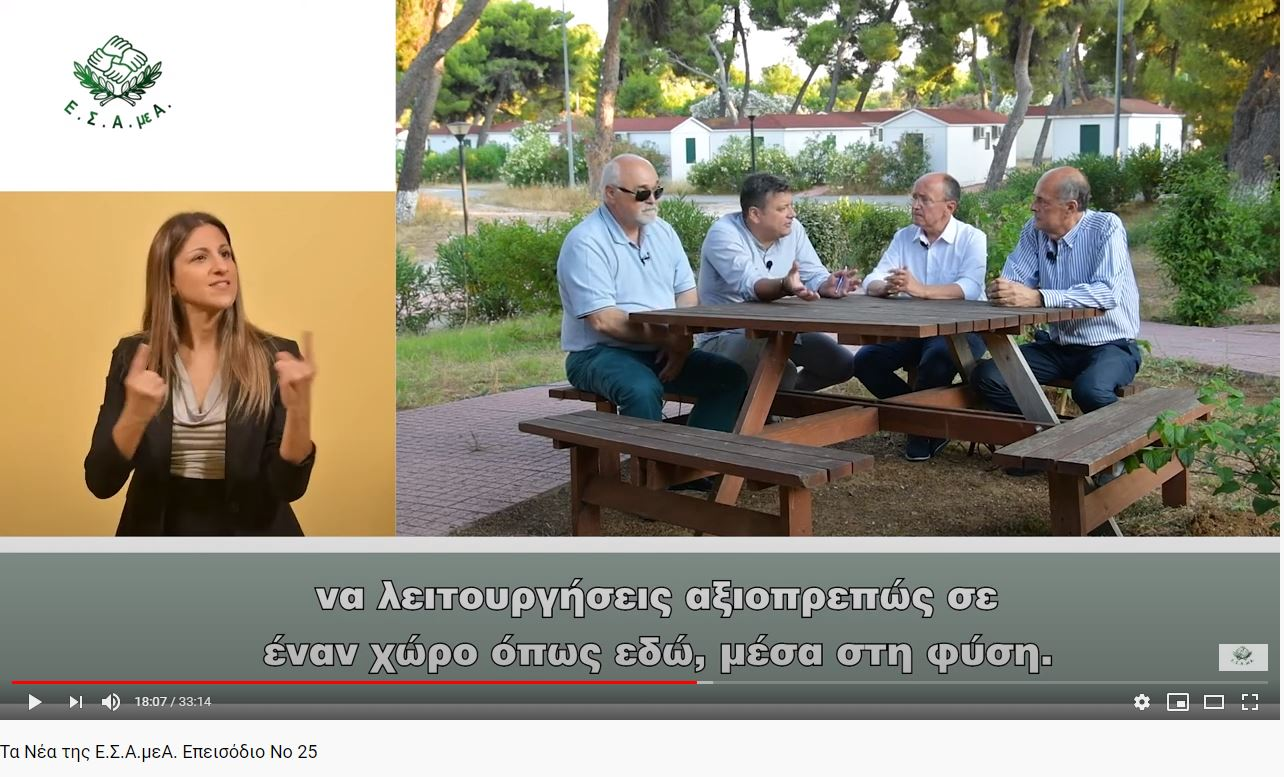 Ε.Σ.Α.μεΑ.
να λειτουργήσεις αξιοπρεπώς σε
έναν χώρο όπως εδώ, μέσα στη φύση.
18:07 / 33:14
Τα Νέα της Ε.Σ.Α.μεΑ. Επεισόδιο Νο 25